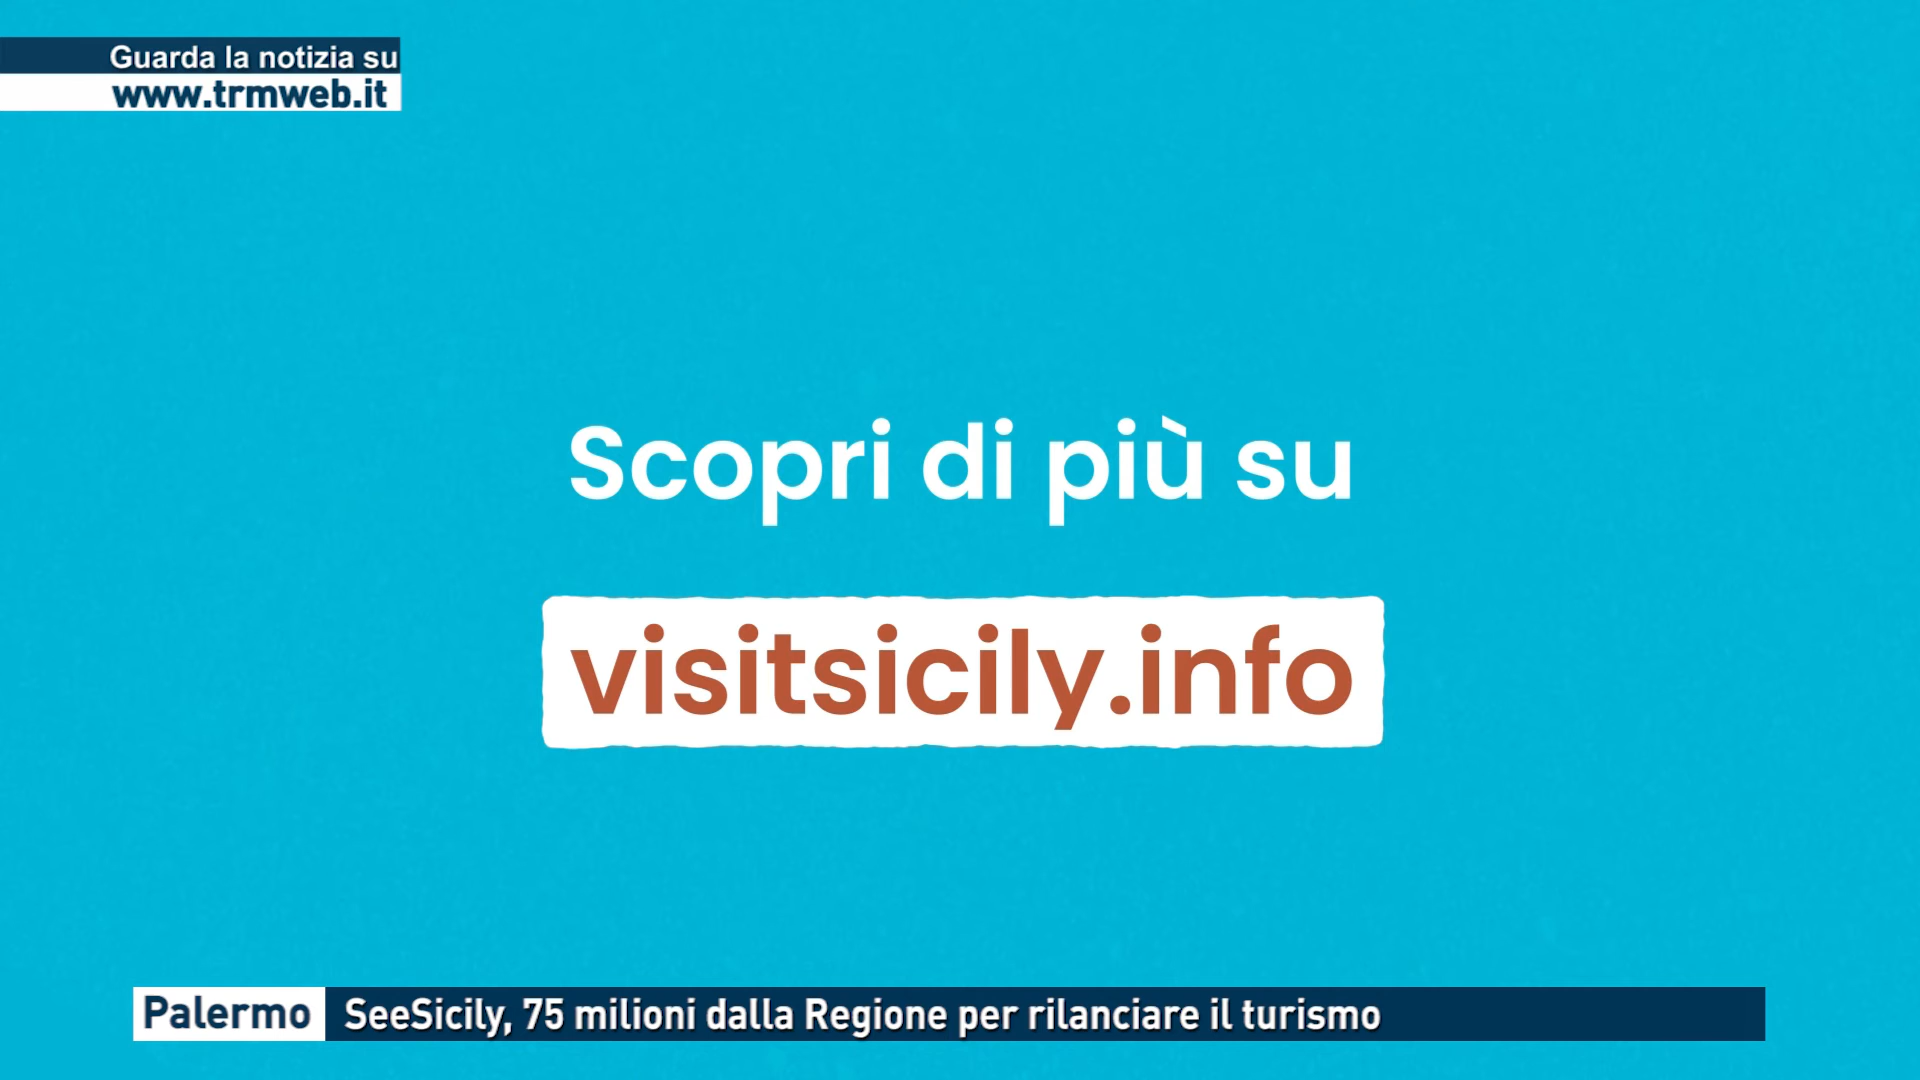 Guarda la notizia su
www.trmweb.it
Scopri di più su
visitsicily.info
Palermo SeeSicily, 75 milioni dalla Regione per rilanciare il turismo